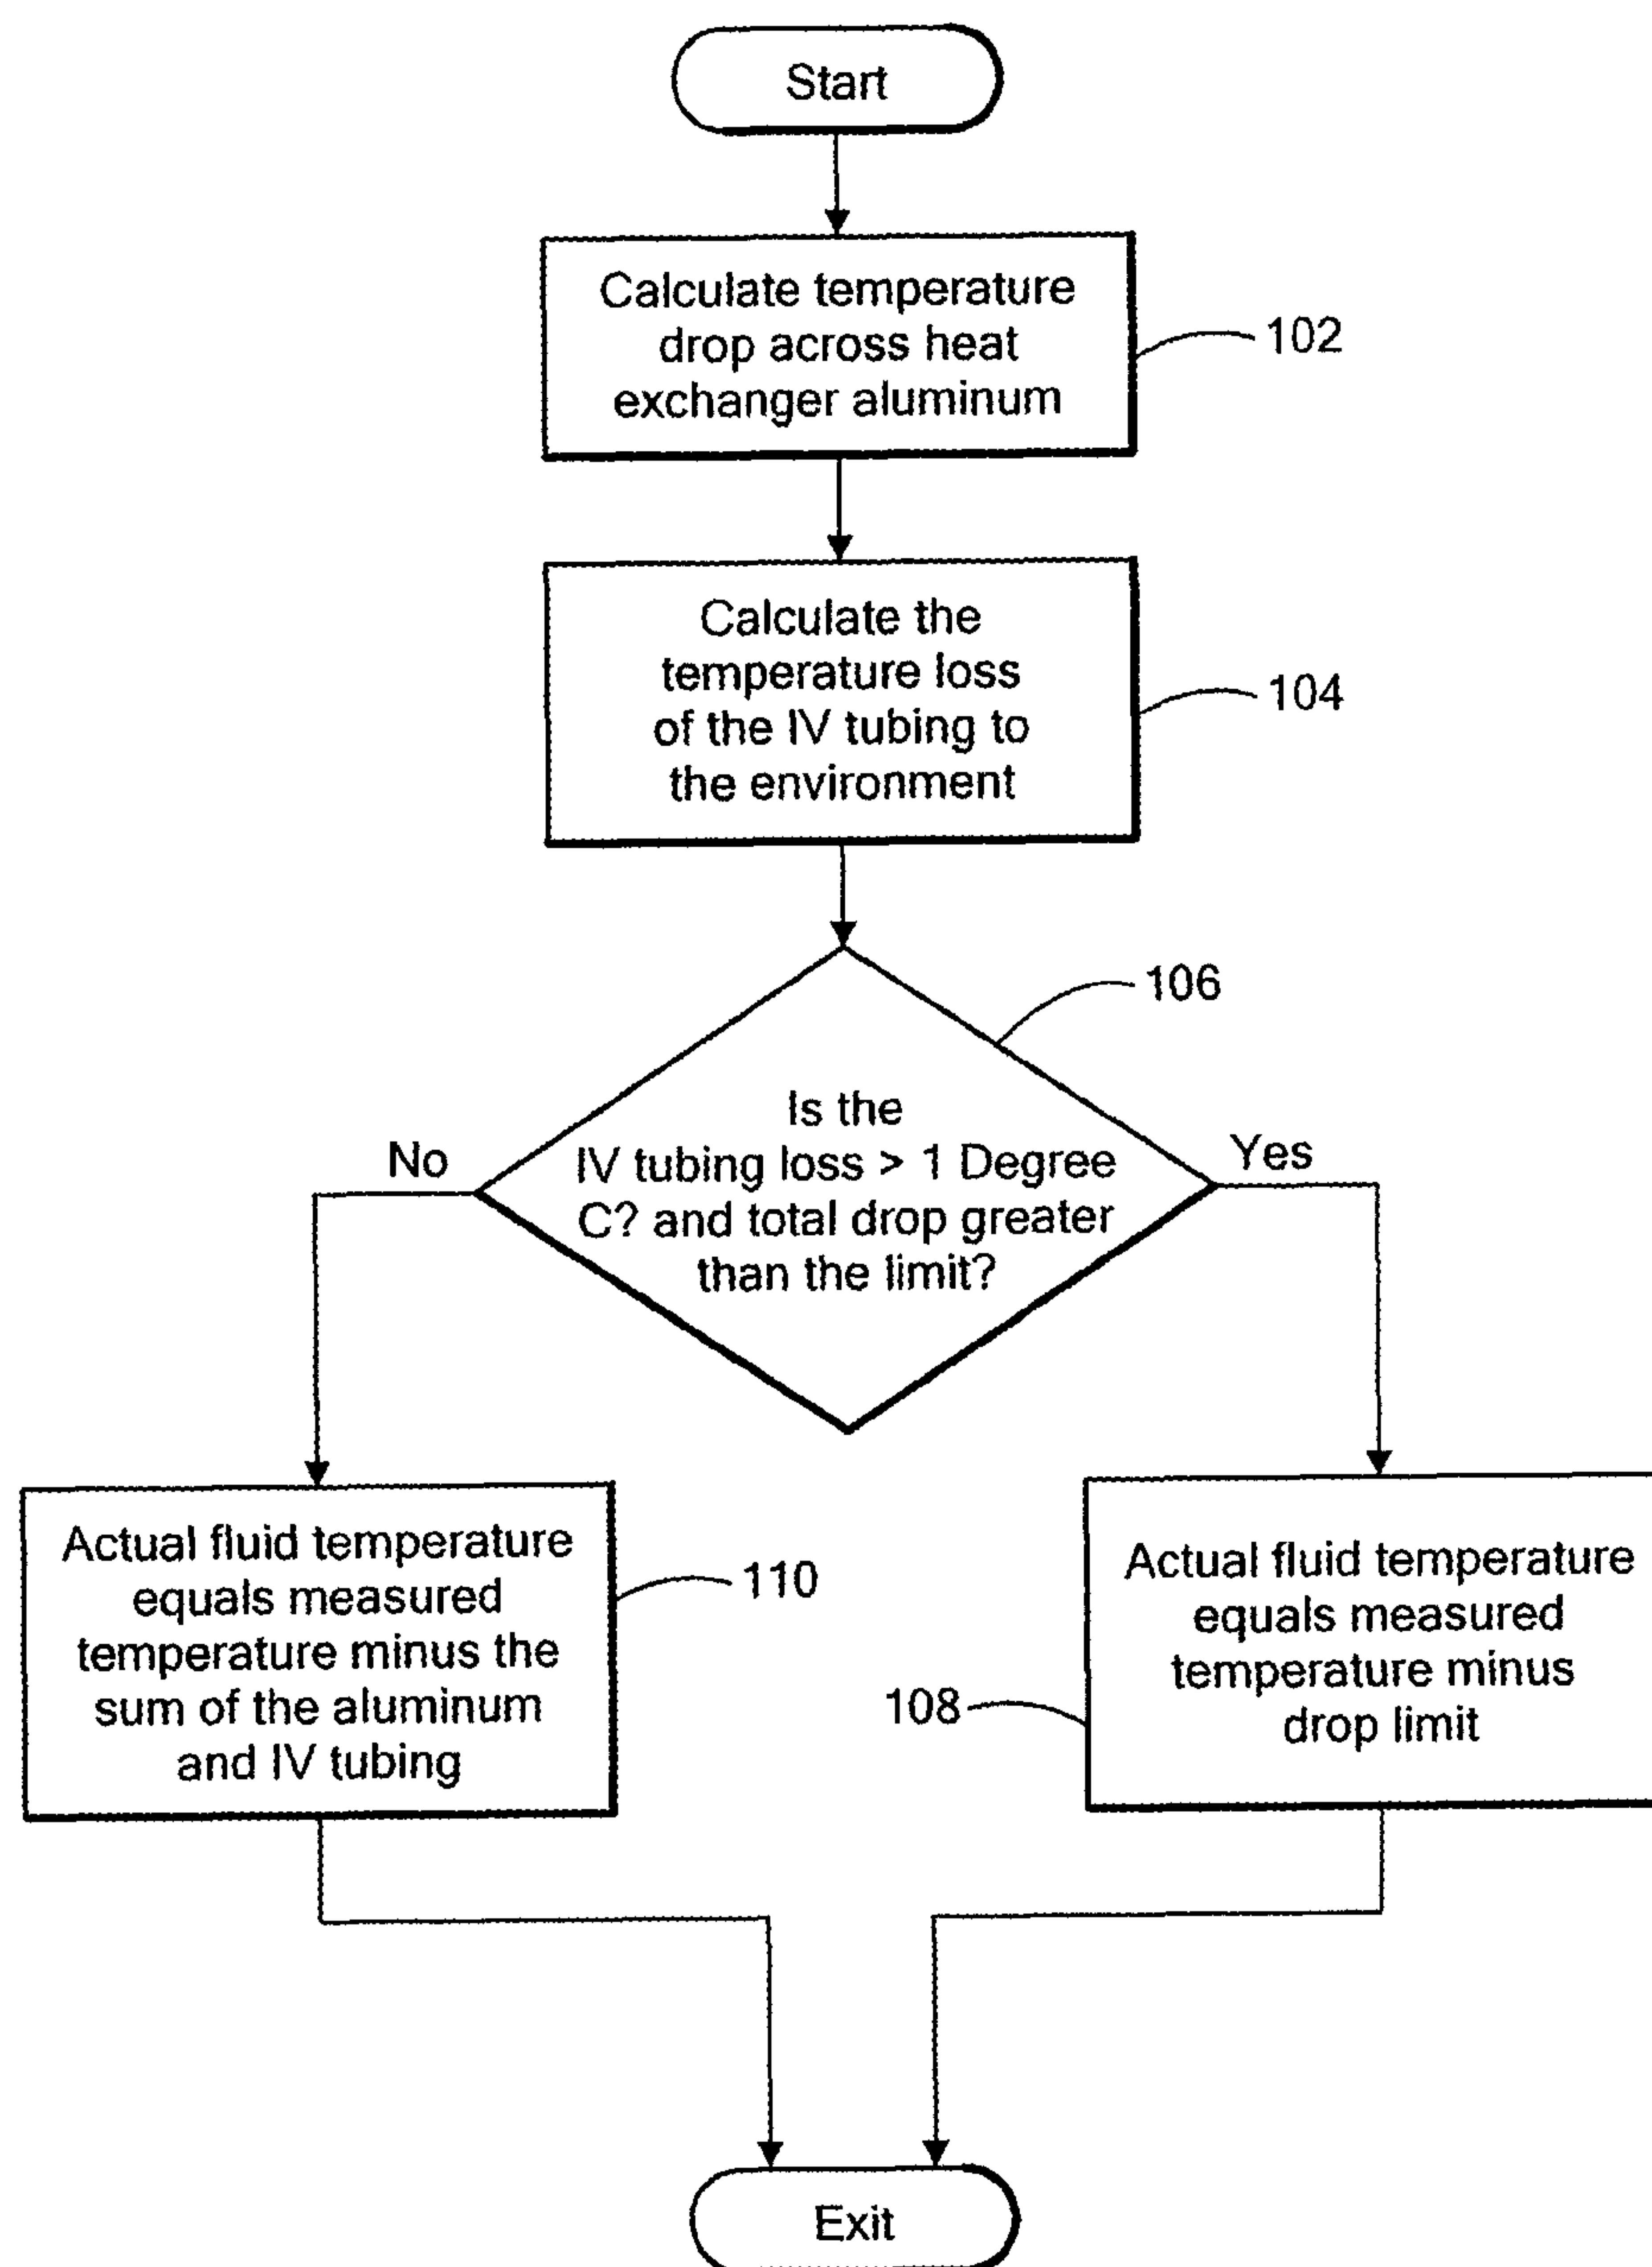 Start
Calculate temperature
drop across heat
exchanger aluminum
102
Calculate the
temperature loss
of the IV tubing to
the environment
104
106
Is the
IV tubing loss > 1 Degree
C? and total drop greater
than the limit?
No
Yes
Actual fluid temperature
equals measured
temperature minus the
sum of the aluminum
and IV tubing
110
Actual fluid temperature
equals measured
temperature minus
drop limit
108
Exit